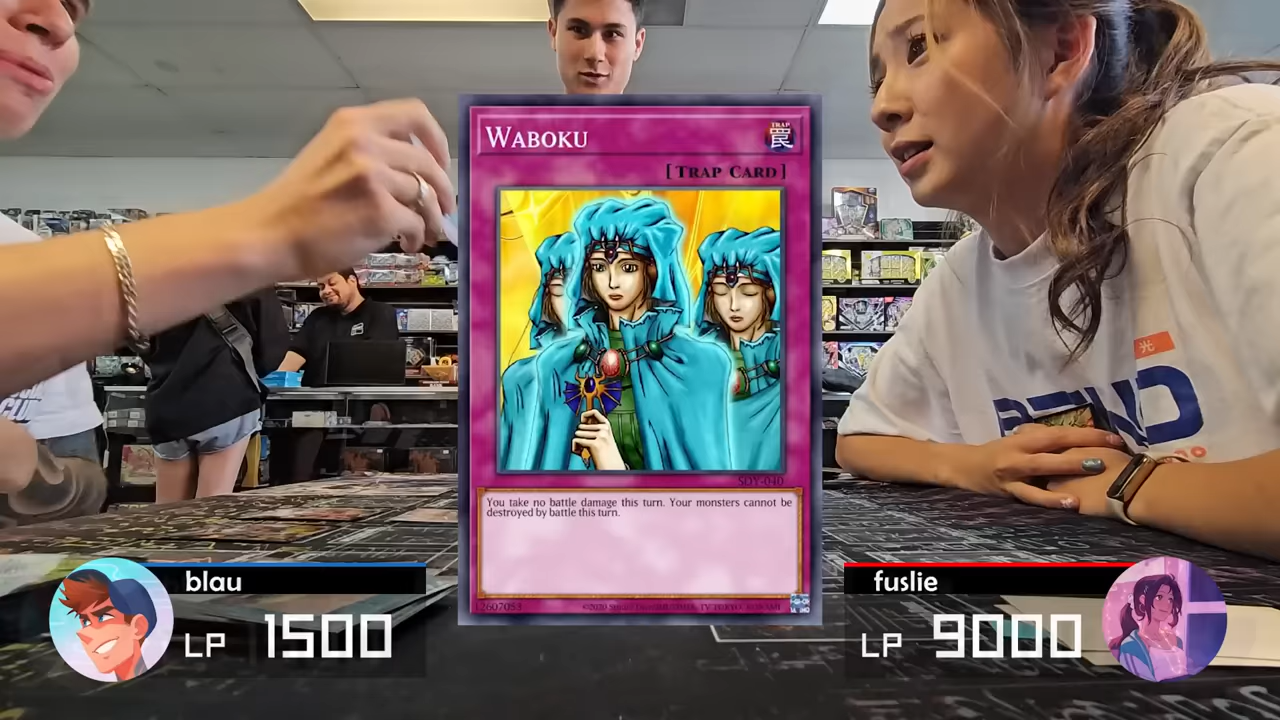 WABOKU
TRAP
罠
[TRAP CARD]
SDY-040
You take no battle damage this turn. Your monsters cannot be
destroyed by battle this turn.
12607053
光
blau
LP 1500
fuslie
LP 9000